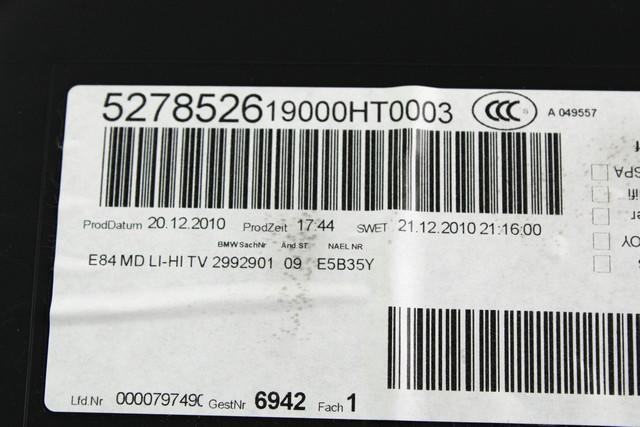 527852619000HT0003 CCC S A 049557
ProdDatum 20.12.2010 ProdZeit 17:44 SWET 21.12.2010 21:16:00
BMW SachNr Änd ST. NAEL NR
E84 MD LI-HI TV 2992901 09 E5B35Y
Lfd.Nr 0000797490 GestNr 6942 Fach 1